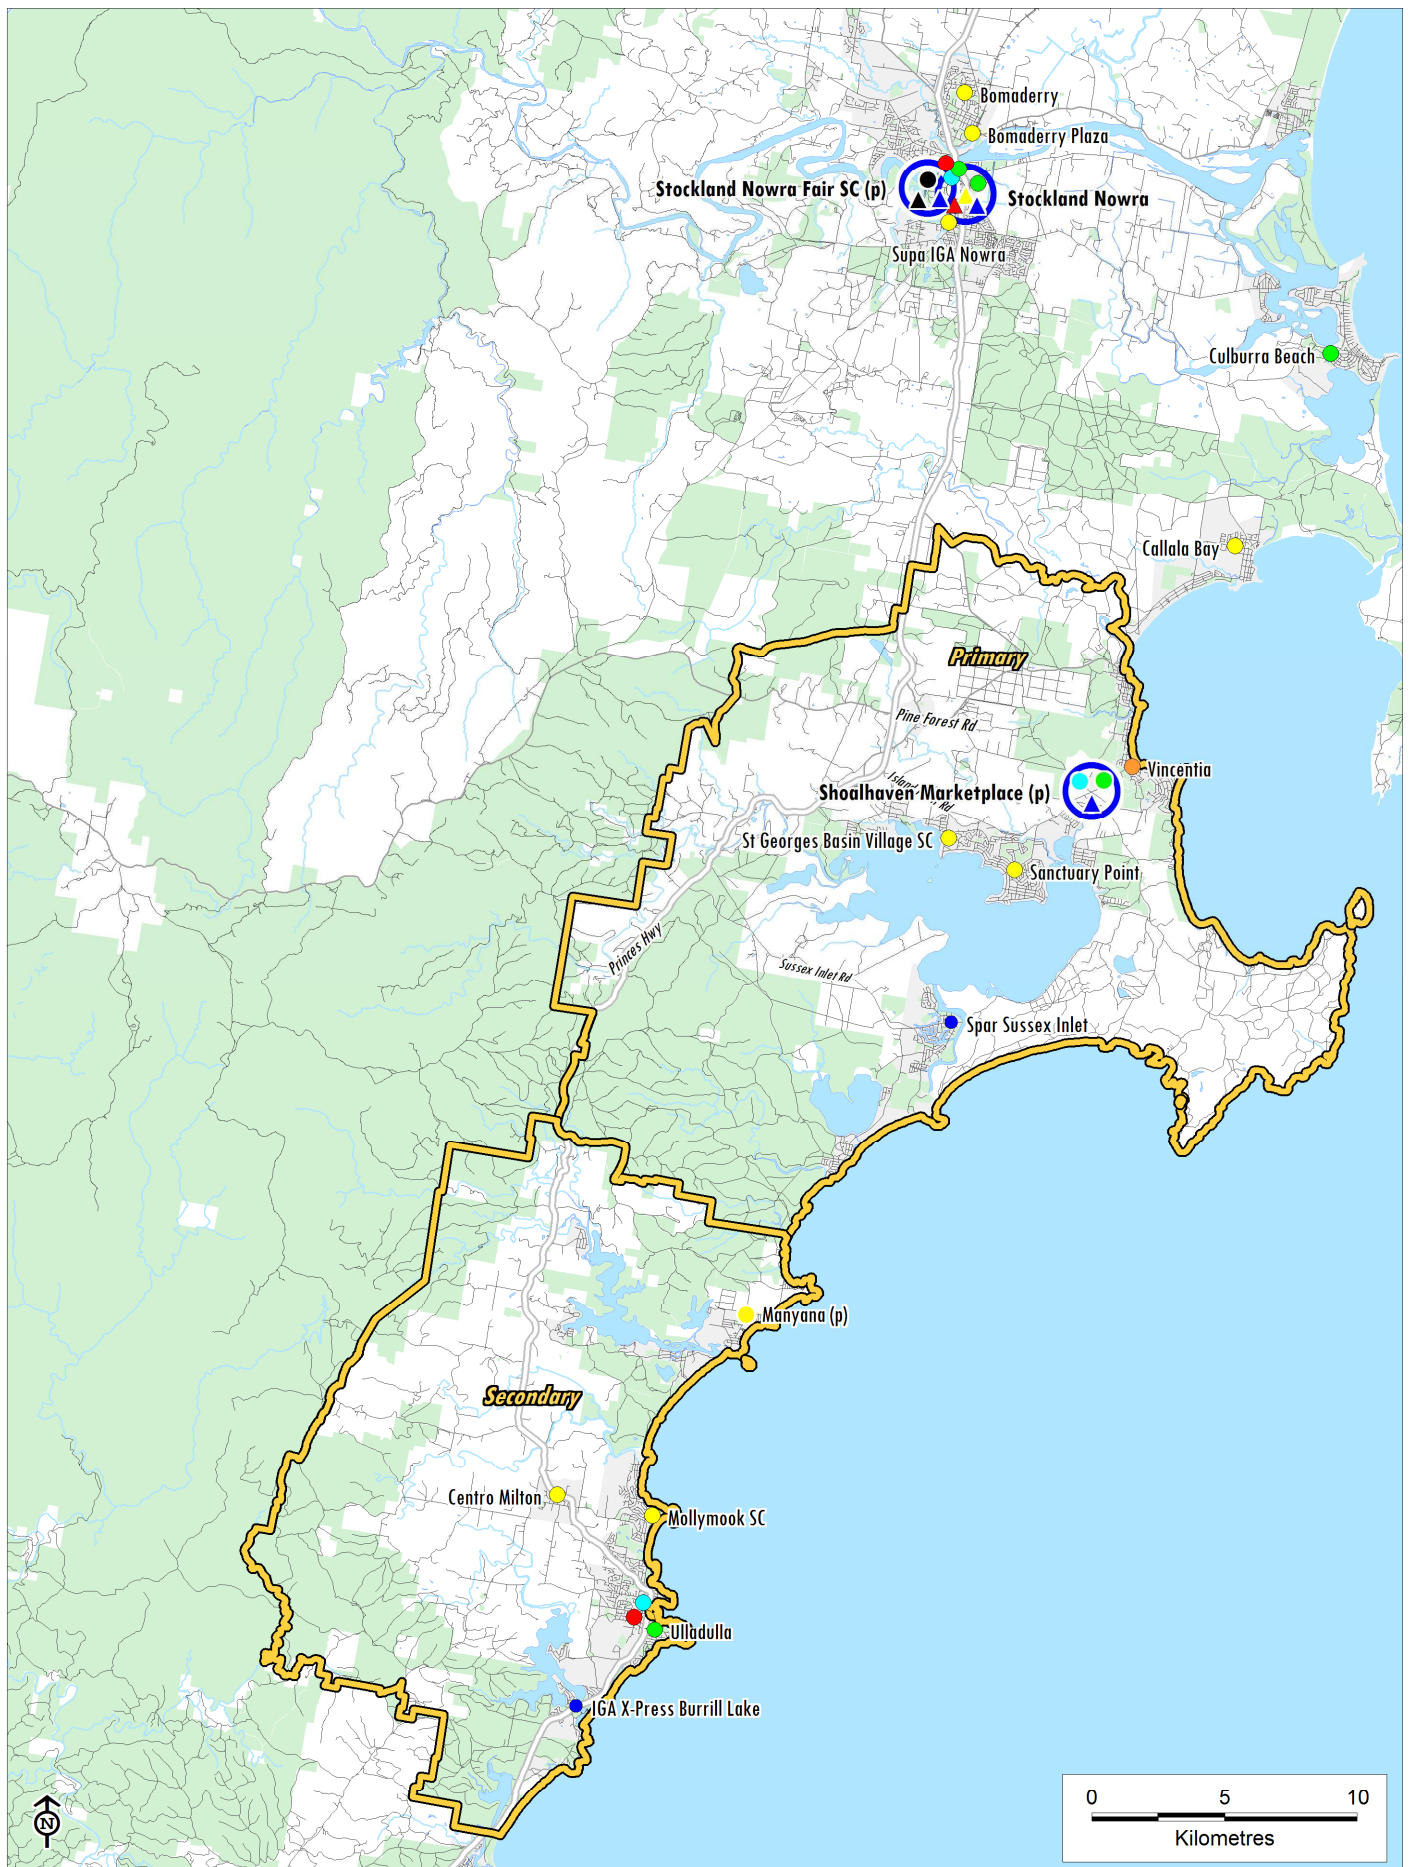 Bomaderry
Bomaderry Plaza
Stockland Nowra Fair SC (p)
Stockland Nowra
Supa IGA Nowra
Culburra Beach
Callala Bay
Primary
Pine Forest Rd
Vincentia
Shoalhaven Marketplace (p)
St Georges Basin Village SC
Sanctuary Point
Princes Hwy
Sussex Inlet Rd
Spar Sussex Inlet
Manyana (p)
Secondary
Centro Milton
Mollymook SC
Ulladulla
IGA X-Press Burrill Lake
N
0 5 10
Kilometres